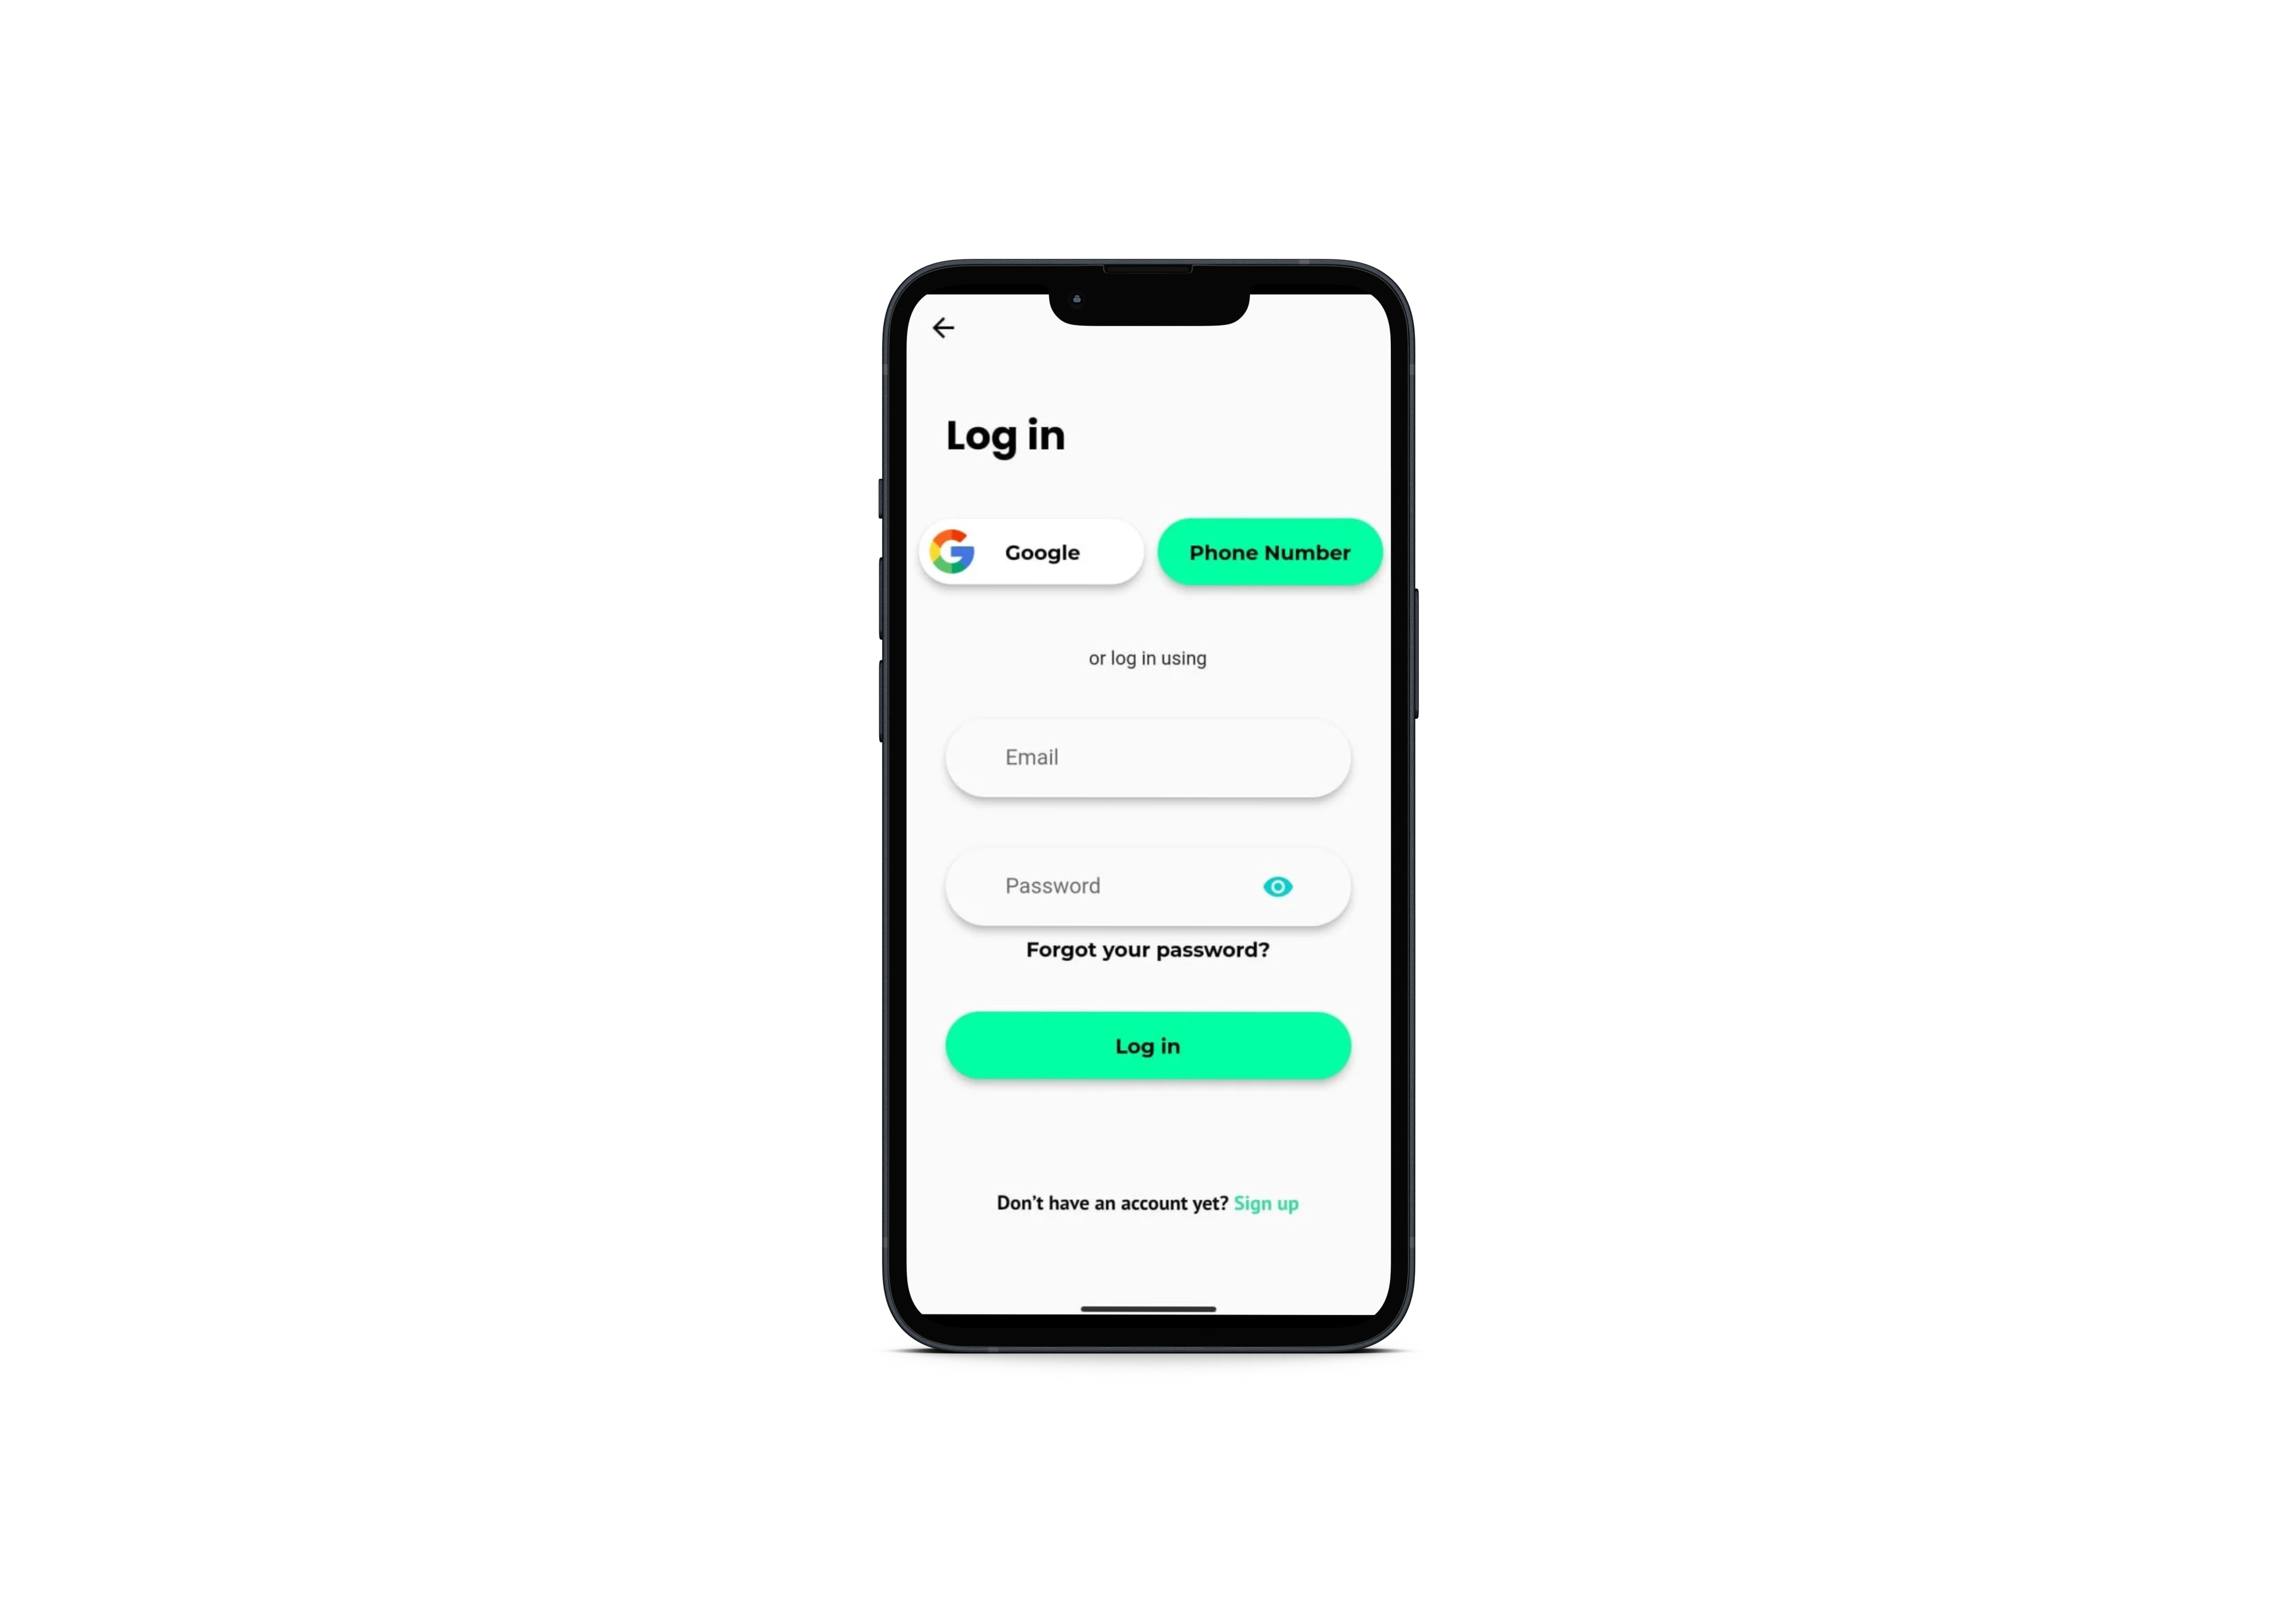 Log in
Google
Phone Number
or log in using
Email
Password
Forgot your password?
Log in
Don't have an account yet? Sign up